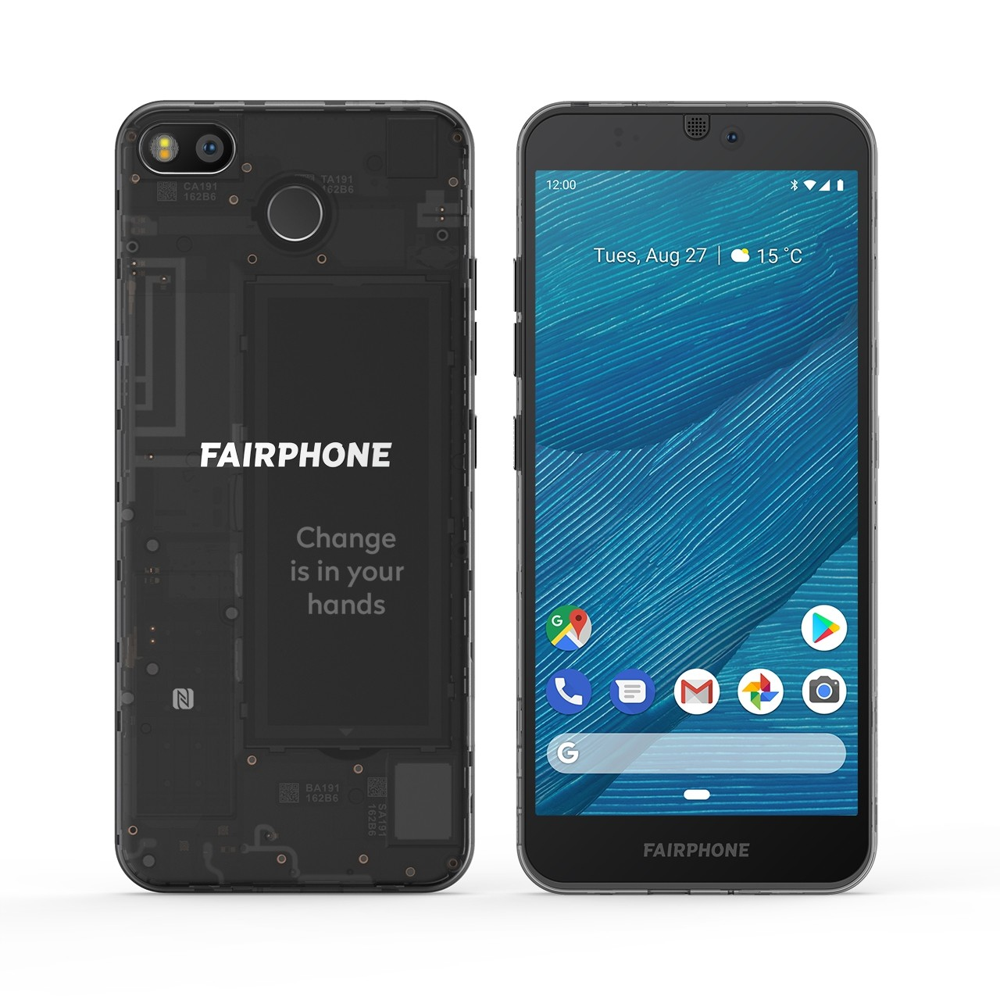 CA191
162B6
TA191
162B6
FAIRPHONE
Change
is in your
hands
BA191
162B6
SA191
162B6
12:00
Tues, Aug 27 | 15 °C
G
G
FAIRPHONE